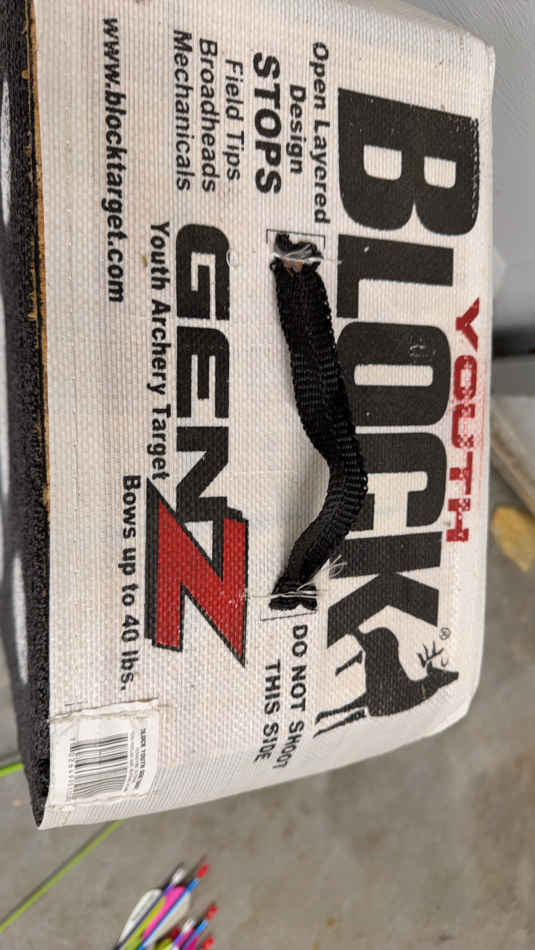 YOUTH
BLOCK®
Open Layered
Design
STOPS
Field Tips
Broadheads
Mechanicals
DO NOT SHOOT
THIS SIDE
GENZ
Youth Archery Target
Bows up to 40 lbs.
www.blocktarget.com